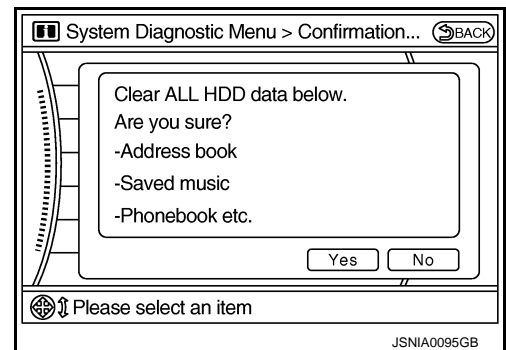 System Diagnostic Menu > Confirmation... BACK
Clear ALL HDD data below.
Are you sure?
-Address book
-Saved music
-Phonebook etc.
Yes No
Please select an item
JSNIA0095GB